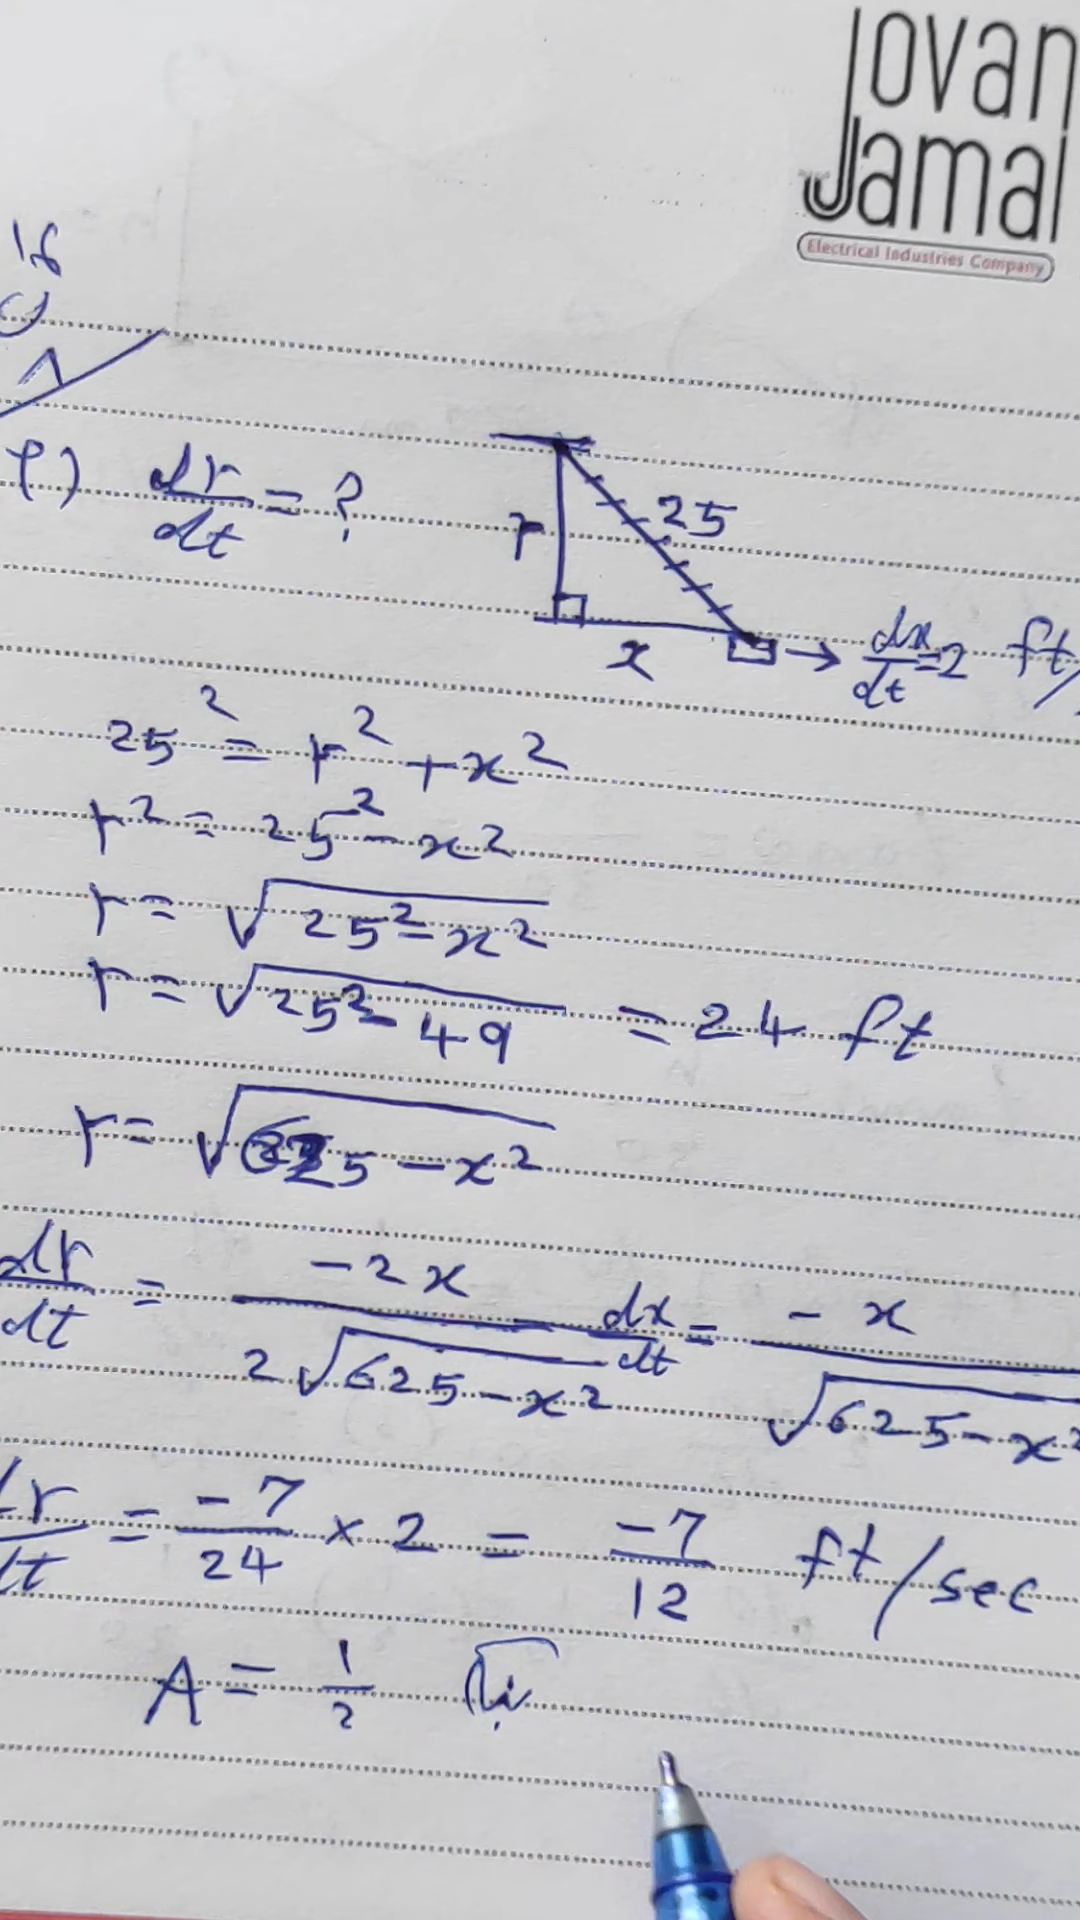 Jovan
Jamal
Electrical Industries Company
16
dr/dt = ?
r
25
x
dx/dt = 2 ft/
25² = r² + x²
r² = 25² - x²
r = √(25² - x²)
r = √(25² - 49) = 24 ft
r = √(625 - x²)
dr/dt = -2x / 2√(625 - x²) dx/dt = -x / √(625 - x²
dr/dt = -7/24 × 2 = -7/12 ft/sec
A = 1/2